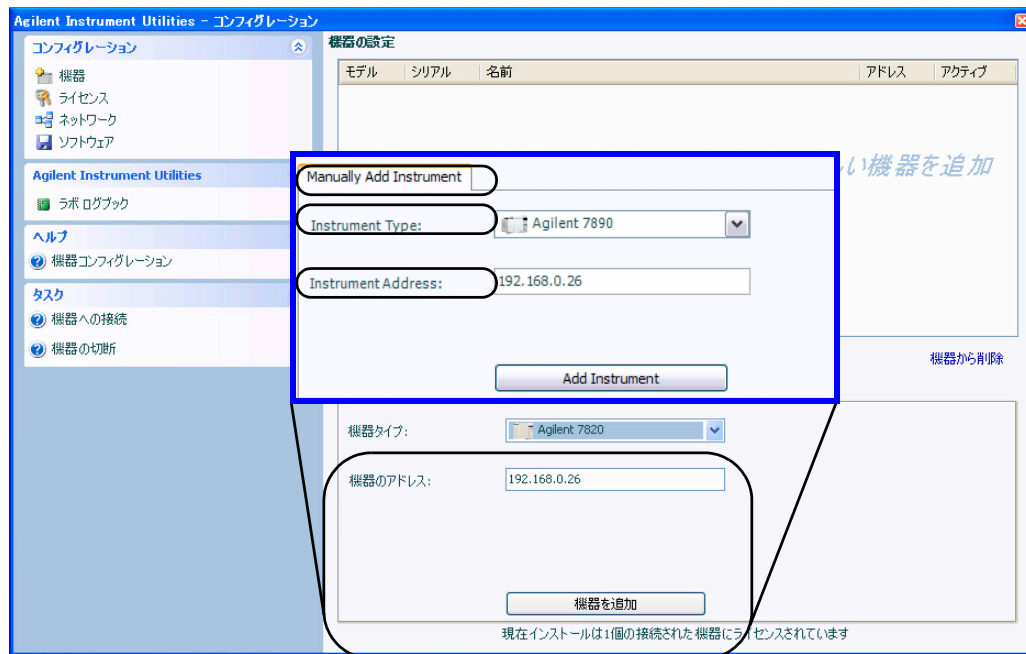 Agilent Instrument Utilities - コンフィグレーション
コンフィグレーション
機器
ライセンス
ネットワーク
ソフトウェア
Agilent Instrument Utilities
ラボ ログブック
ヘルプ
機器コンフィグレーション
タスク
機器への接続
機器の切断
機器の設定
モデル シリアル 名前 アドレス アクティブ
い機器を追加
Manually Add Instrument
Instrument Type: Agilent 7890
Instrument Address: 192.168.0.26
Add Instrument
機器から削除
機器タイプ: Agilent 7820
機器のアドレス: 192.168.0.26
機器を追加
現在インストールは1個の接続された機器にライセンスされています